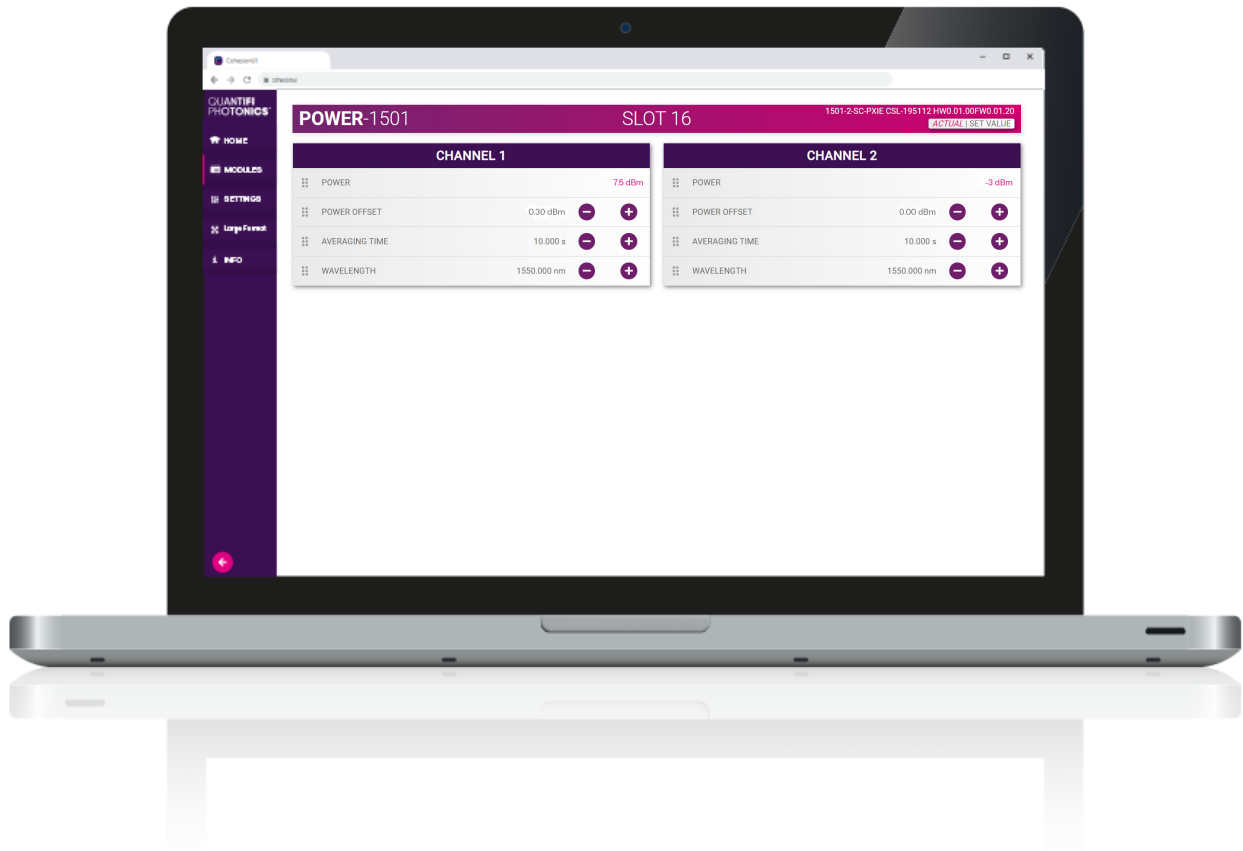 CohesionUI
cohesionui
QUANTIFI
PHOTONICS™
HOME
MODULES
SETTINGS
Large Format
INFO
POWER-1501
SLOT 16
1501-2-SC-PXIE CSL-195112 HW0.01.00FW0.01.20
ACTUAL | SET VALUE
CHANNEL 1
POWER 7.5 dBm
POWER OFFSET 0.30 dBm
AVERAGING TIME 10.000 s
WAVELENGTH 1550.000 nm
CHANNEL 2
POWER -3 dBm
POWER OFFSET 0.00 dBm
AVERAGING TIME 10.000 s
WAVELENGTH 1550.000 nm